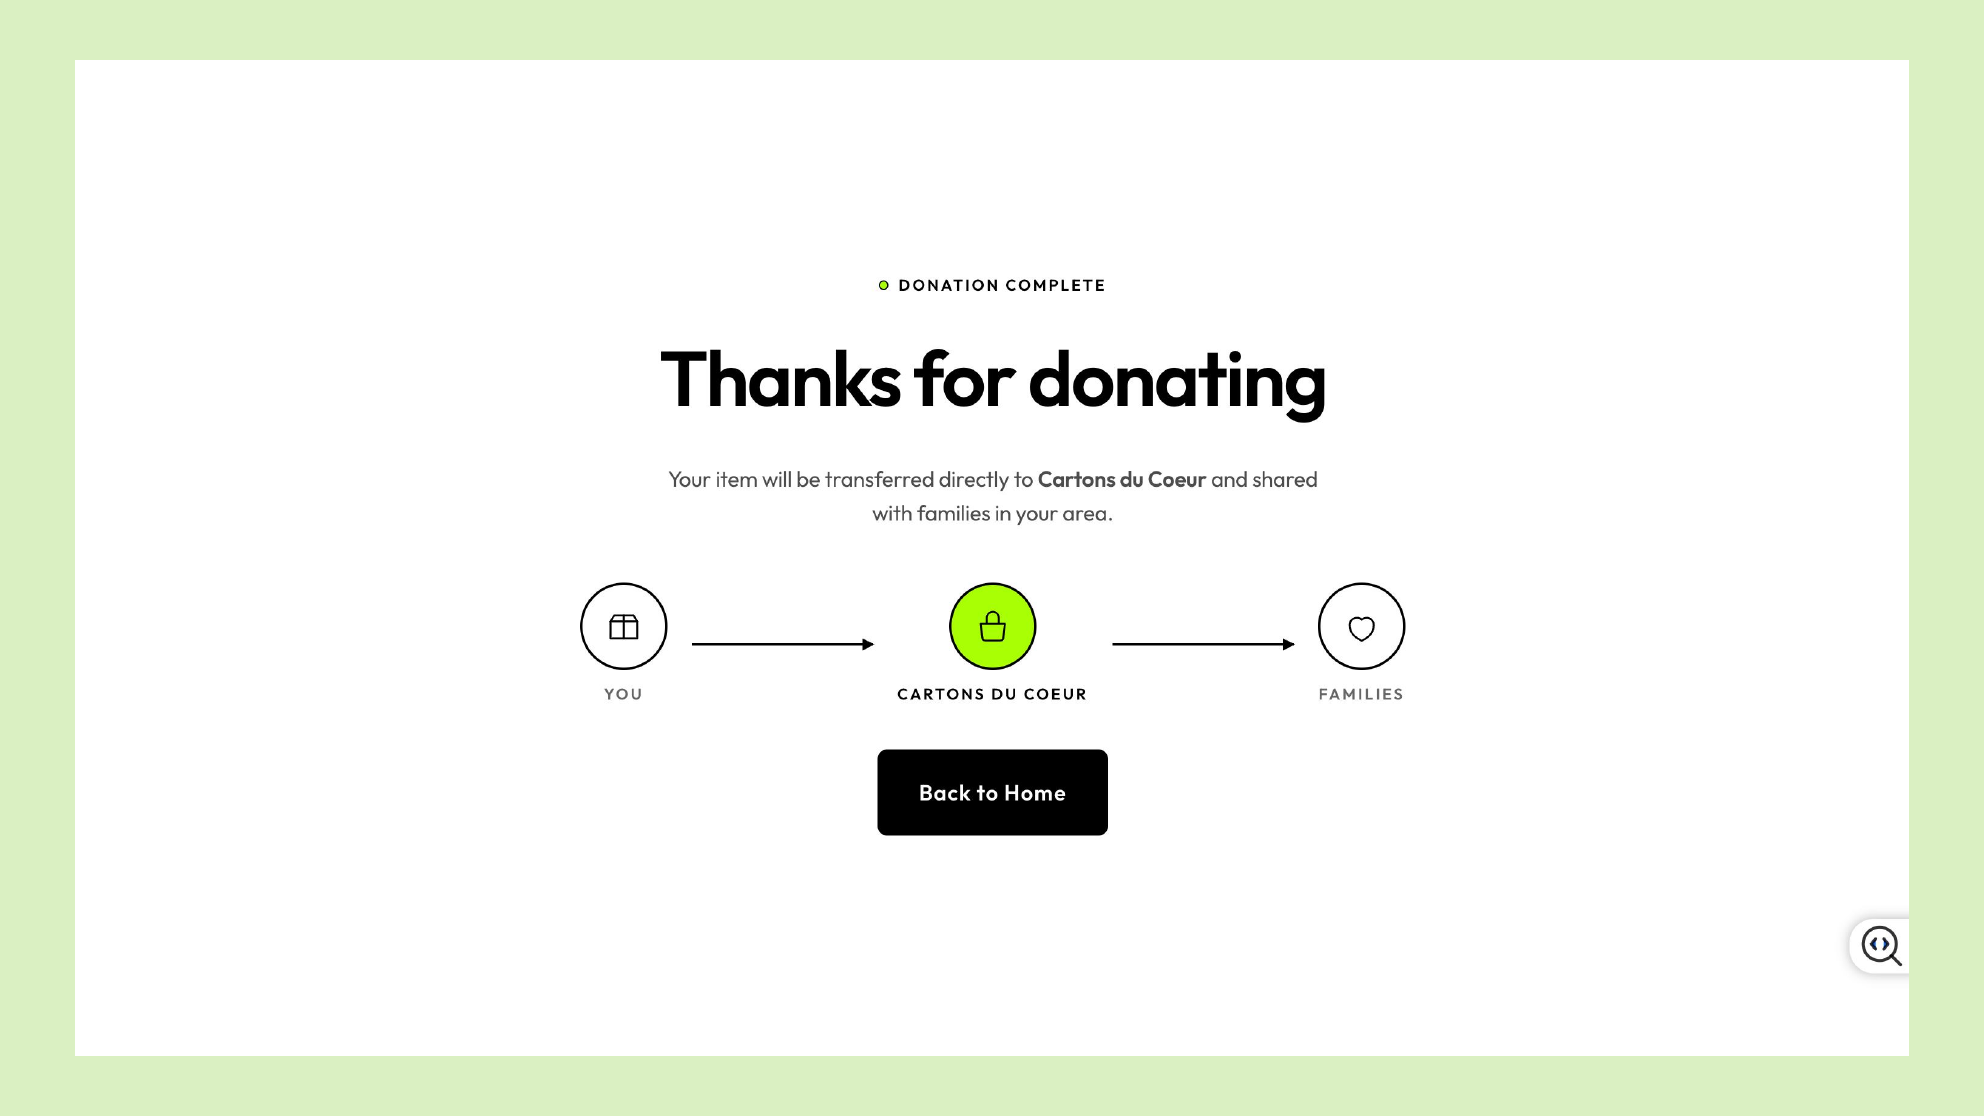 DONATION COMPLETE
Thanks for donating
Your item will be transferred directly to Cartons du Coeur and shared
with families in your area.
YOU
CARTONS DU COEUR
FAMILIES
Back to Home